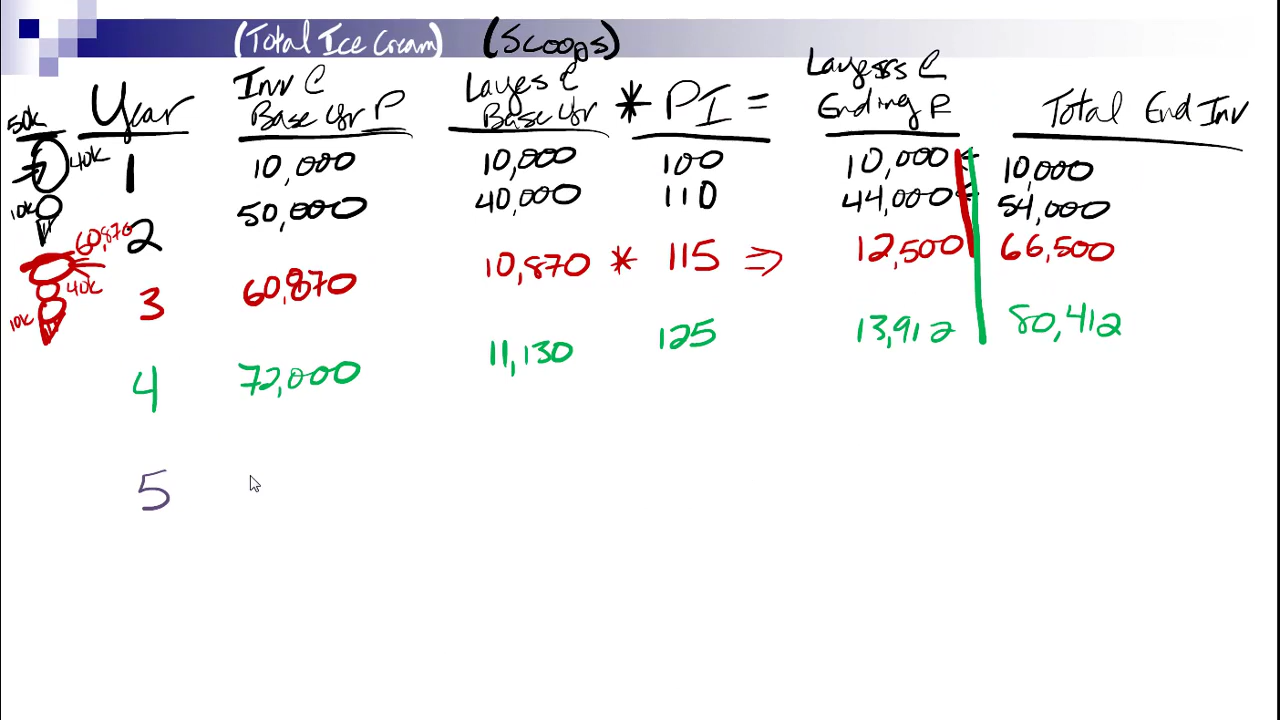 (Total Ice Cream) (Scoops)
Year Inv @ Base Yr P Layers @ Base Yr * PI = Layers @ Ending P Total End Inv
50K
40K
10K
1 10,000 10,000 100 10,000 10,000
2 50,000 40,000 110 44,000 54,000
60,870
40K
10K
3 60,870 10,870 * 115 ⇒ 12,500 66,500
4 72,000 11,130 125 13,912 80,412
5